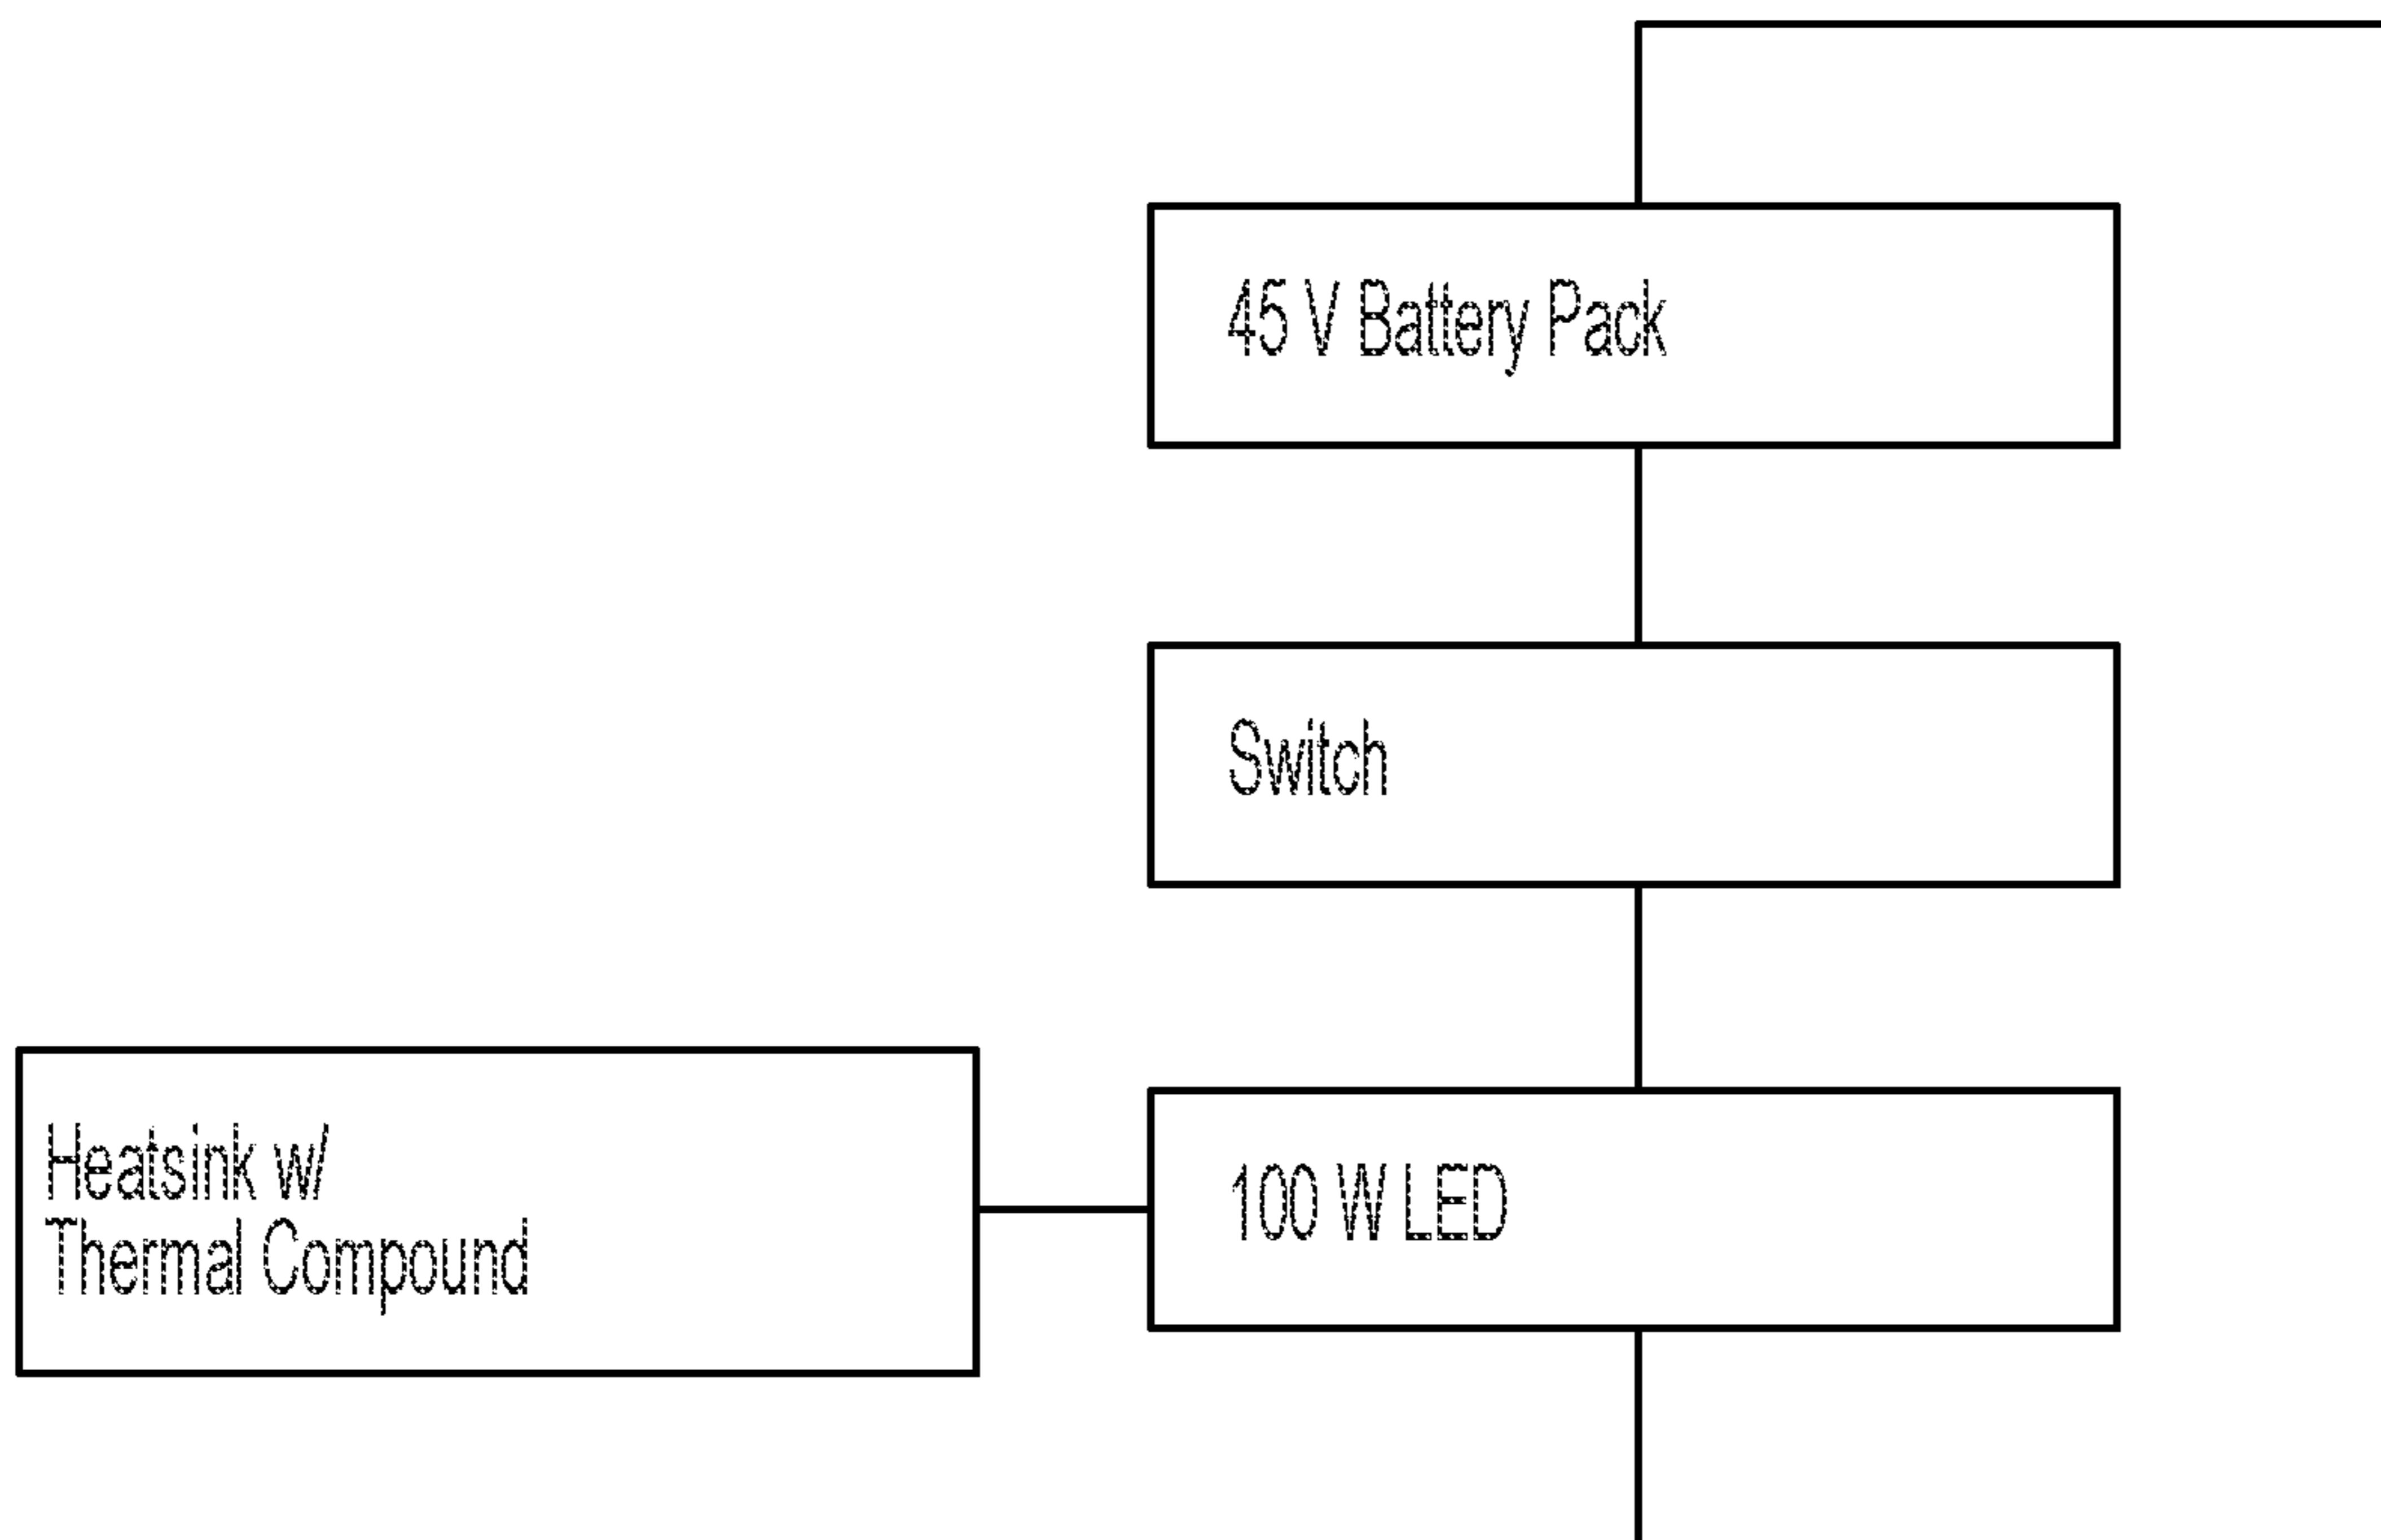 45 V Battery Pack
Switch
Heatsink w/
Thermal Compound
100 W LED